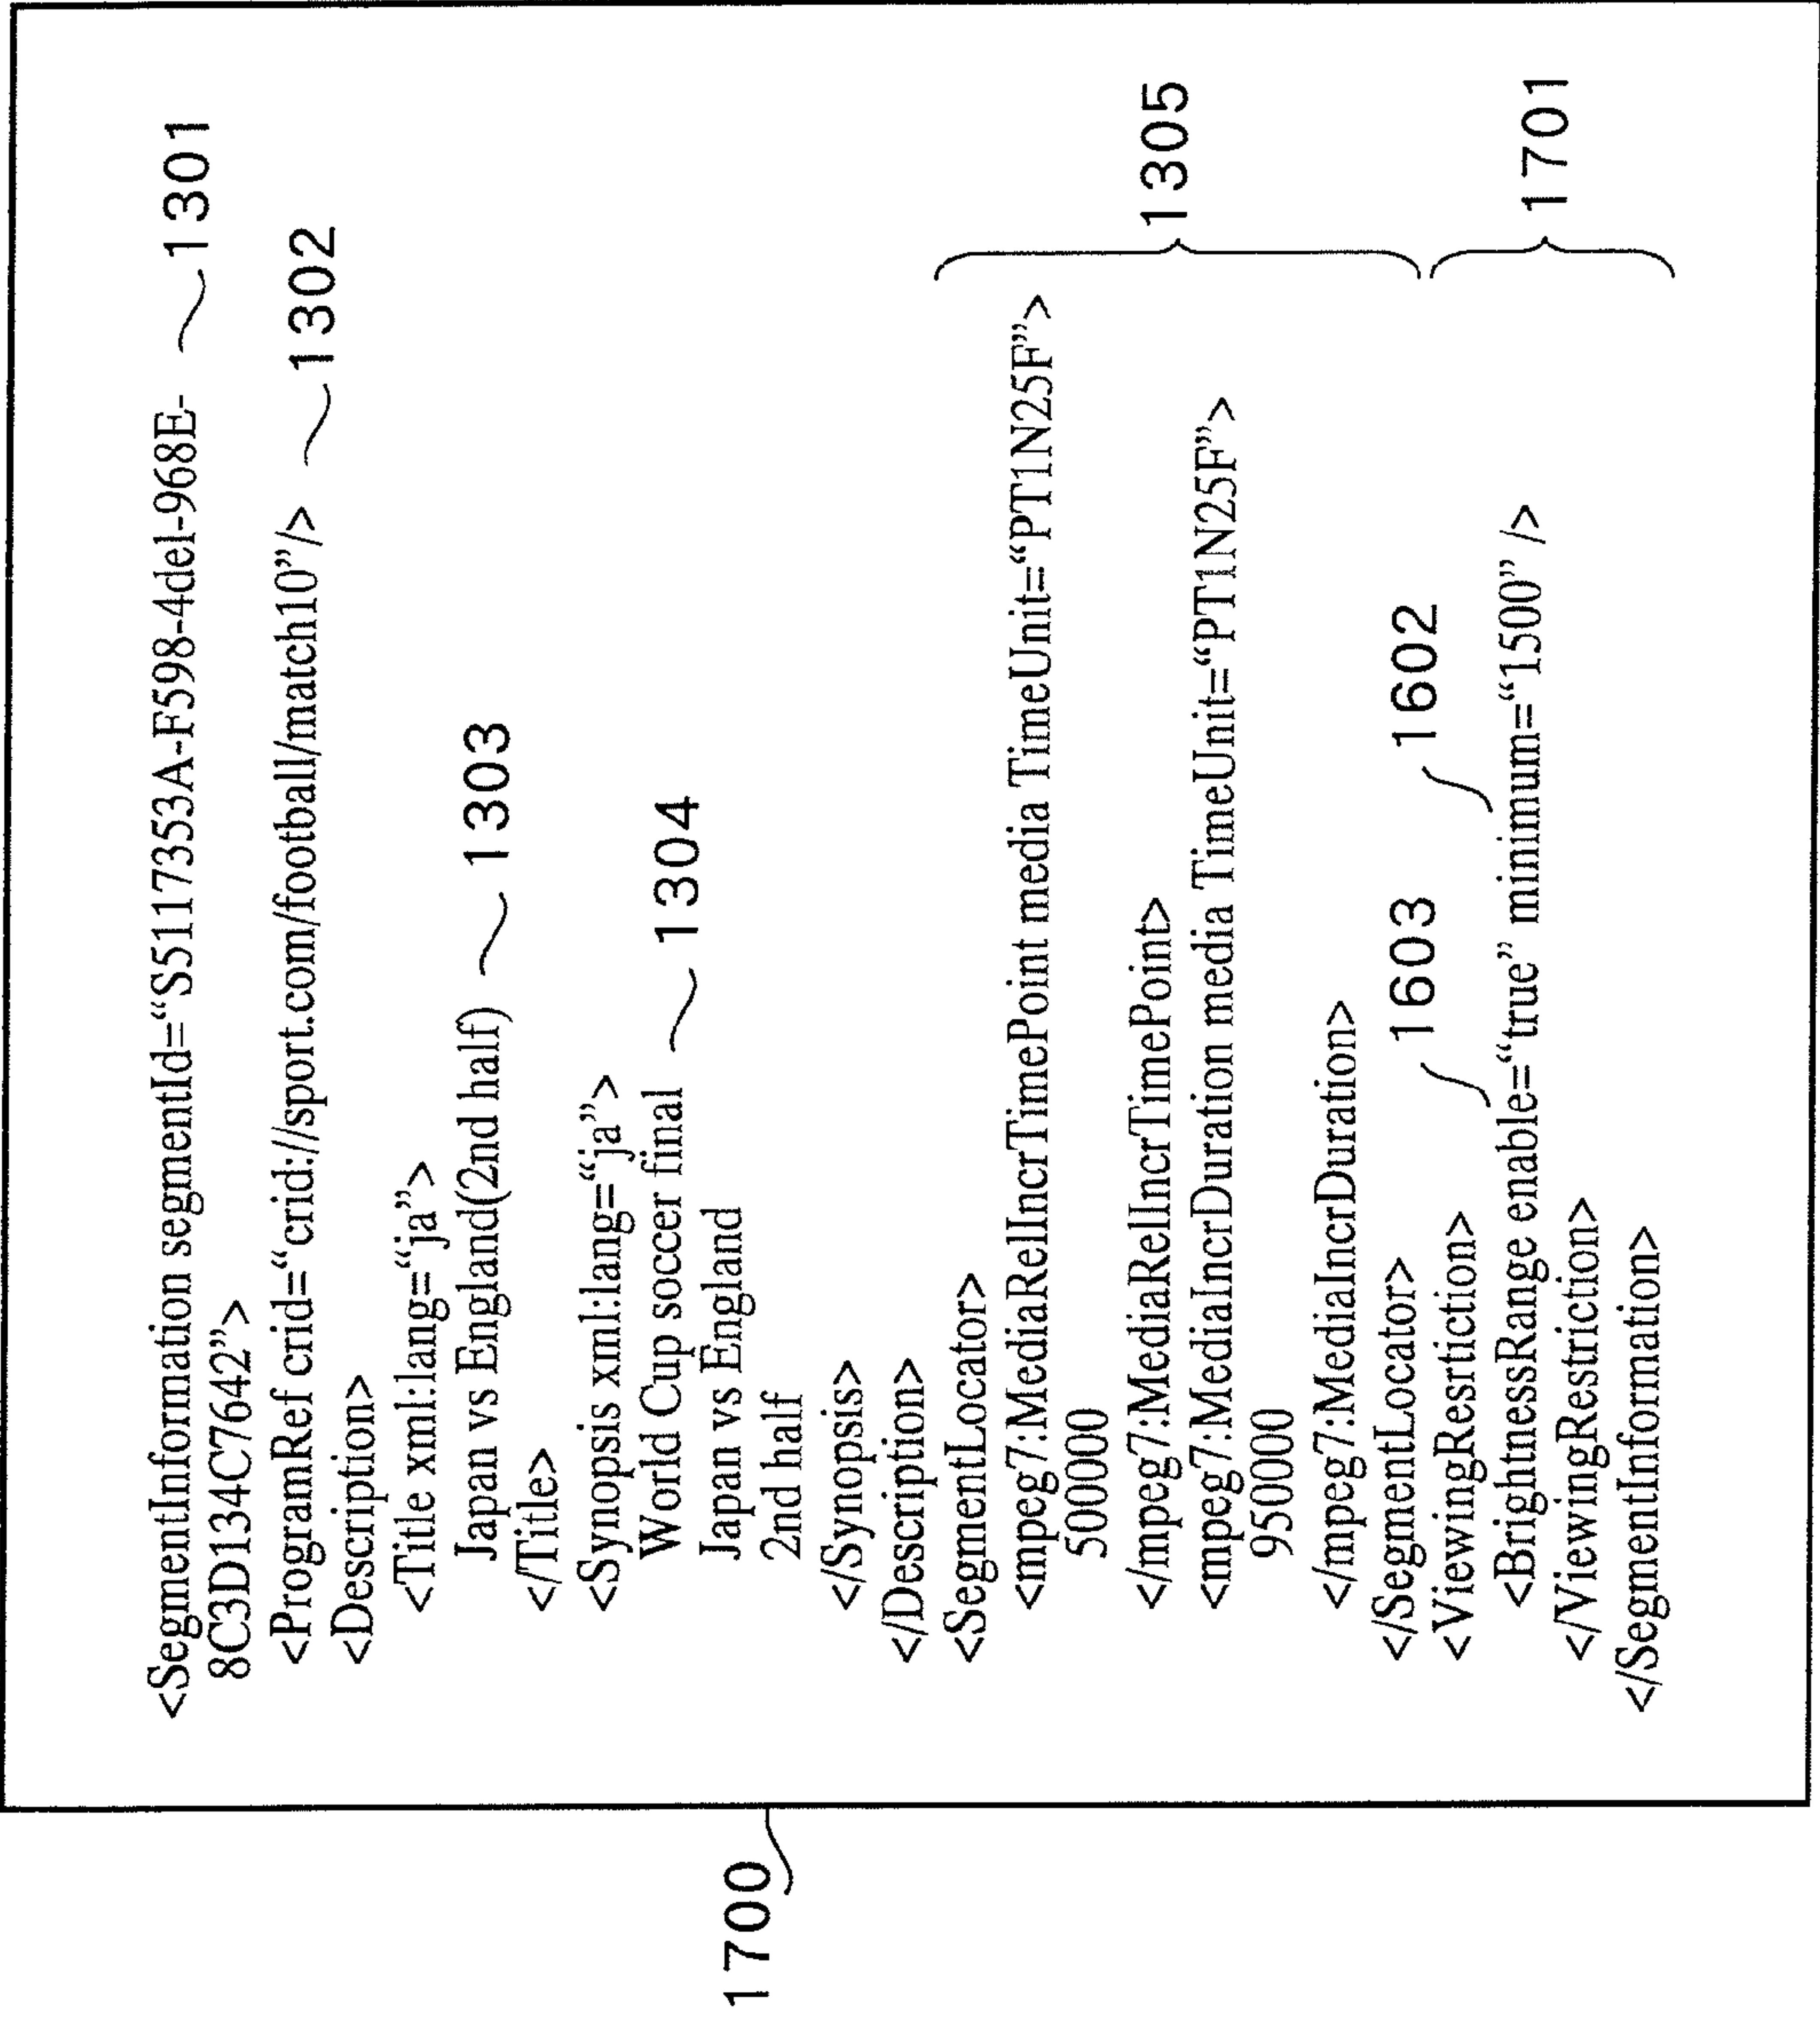 <SegmentInformation segmentId=“S5117353A-F598-4del-968E- 1301
8C3D134C7642”>
<ProgramRef crid=“crid://sport.com/football/match10”/> 1302
<Description>
<Title xml:lang=“ja”>
Japan vs England(2nd half) 1303
</Title>
<Synopsis xml:lang=“ja”>
World Cup soccer final 1304
Japan vs England
2nd half
</Synopsis>
</Description>
<SegmentLocator>
<mpeg7:MediaRelIncrTimePoint media TimeUnit=“PT1N25F”>
500000
</mpeg7:MediaRelIncrTimePoint>
1305
<mpeg7:MediaIncrDuration media TimeUnit=“PT1N25F”>
950000
</mpeg7:MediaIncrDuration>
</SegmentLocator>
1603 1602
<ViewingResrtiction>
<BrightnessRange enable=“true” minimum=“1500” />
1701
</ViewingRestriction>
</SegmentInformation>
1700